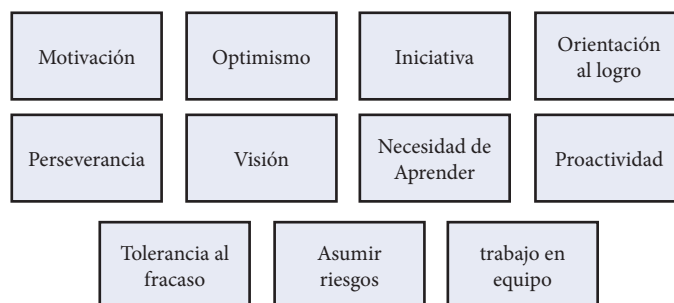 Motivación
Optimismo
Iniciativa
Orientación
al logro
Perseverancia
Visión
Necesidad de
Aprender
Proactividad
Tolerancia al
fracaso
Asumir
riesgos
trabajo en
equipo